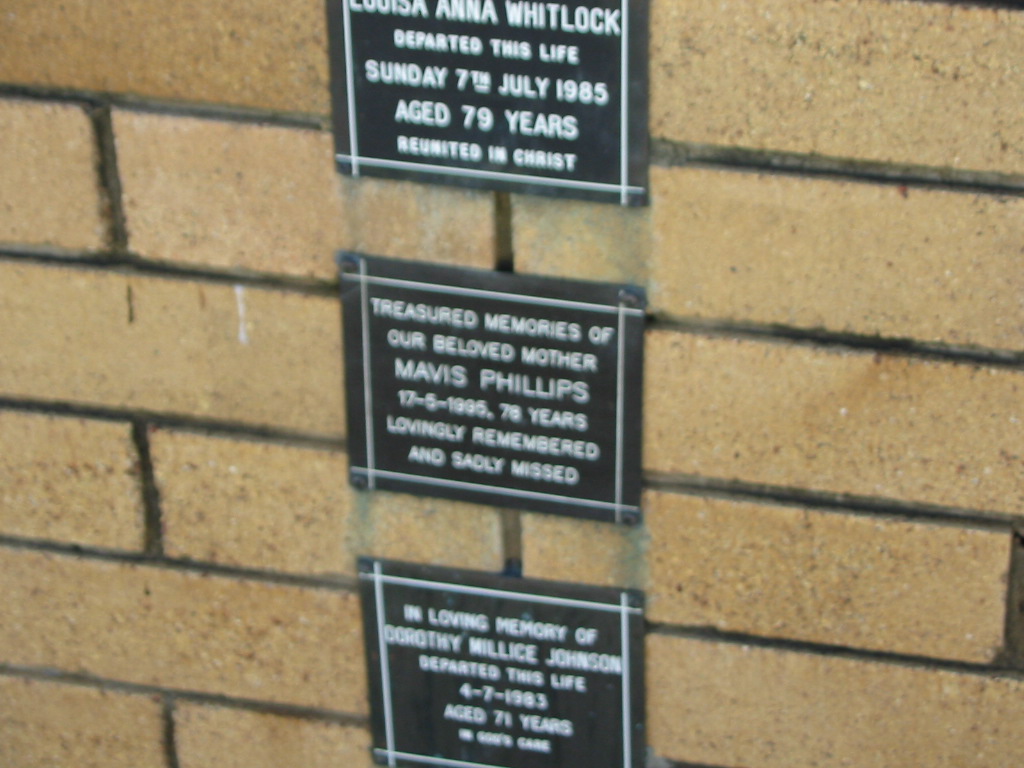 LOUISA ANNA WHITLOCK
DEPARTED THIS LIFE
SUNDAY 7TH JULY 1985
AGED 79 YEARS
REUNITED IN CHRIST
TREASURED MEMORIES OF
OUR BELOVED MOTHER
MAVIS PHILLIPS
17-5-1995, 78 YEARS
LOVINGLY REMEMBERED
AND SADLY MISSED
IN LOVING MEMORY OF
DOROTHY MILLICE JOHNSON
DEPARTED THIS LIFE
4-7-1983
AGED 71 YEARS
IN GOD'S CARE